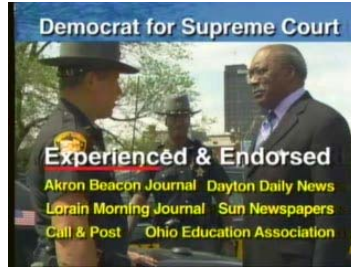 Democrat for Supreme Court
Experienced & Endorsed
Akron Beacon Journal Dayton Daily News
Lorain Morning Journal Sun Newspapers
Call & Post Ohio Education Association